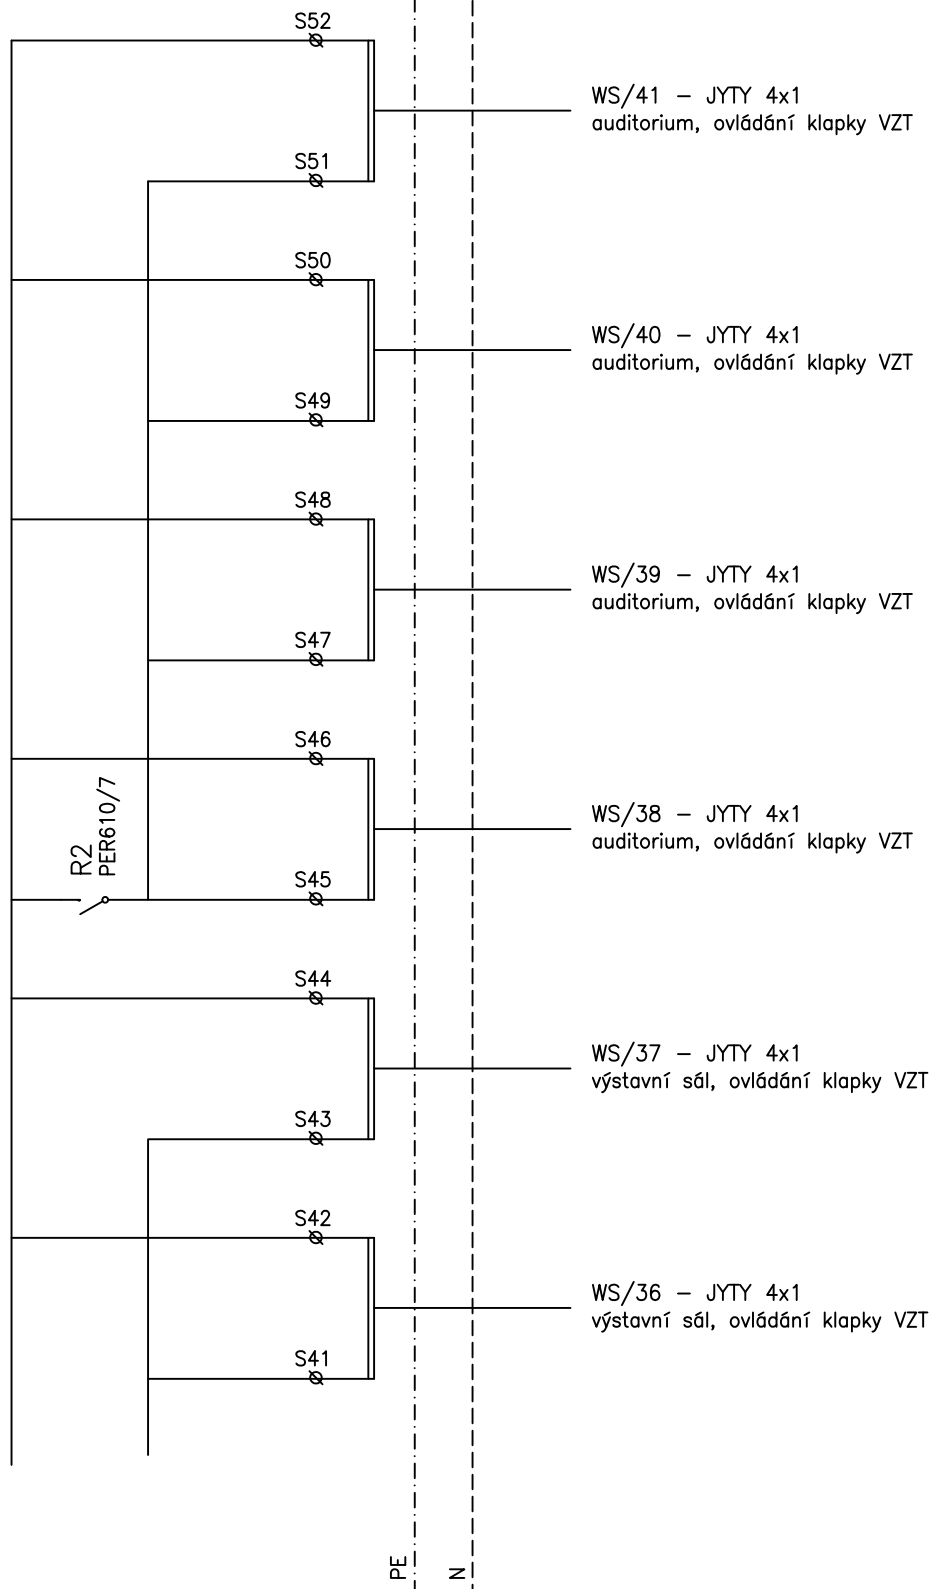 S52
WS/41 – JYTY 4x1
auditorium, ovládání klapky VZT
S51
S50
WS/40 – JYTY 4x1
auditorium, ovládání klapky VZT
S49
S48
WS/39 – JYTY 4x1
auditorium, ovládání klapky VZT
S47
S46
R2
PER610/7
WS/38 – JYTY 4x1
auditorium, ovládání klapky VZT
S45
S44
WS/37 – JYTY 4x1
výstavní sál, ovládání klapky VZT
S43
S42
WS/36 – JYTY 4x1
výstavní sál, ovládání klapky VZT
S41
PE
N